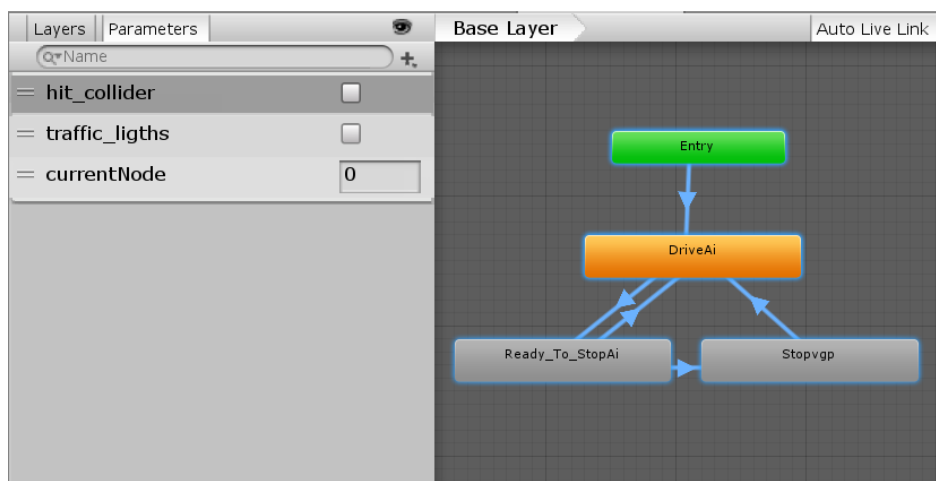 Layers Parameters
Name
hit_collider
traffic_ligths
currentNode 0
Base Layer
Auto Live Link
Entry
DriveAi
Ready_To_StopAi
Stopvgp